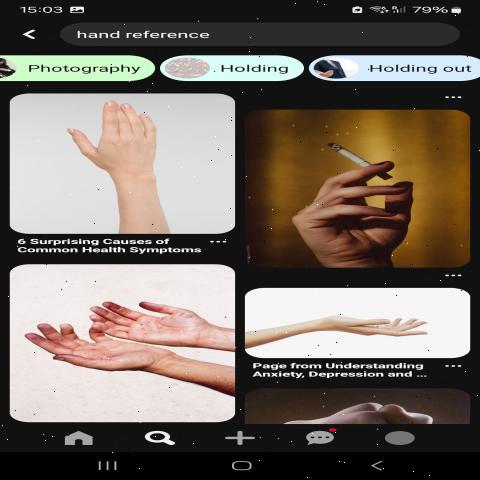 15:03
79%
hand reference
Photography
Holding
Holding out
6 Surprising Causes of
Common Health Symptoms
Page from Understanding
Anxiety, Depression and ...